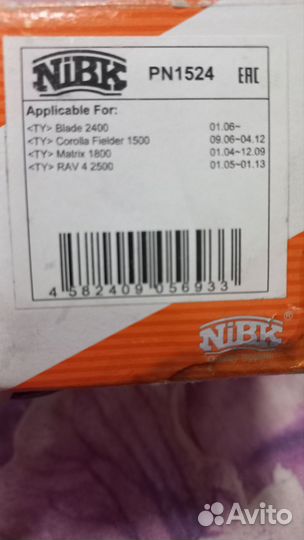 NiBK PN1524 EAC
Applicable For:
<TY> Blade 2400 01.06~
<TY> Corolla Fielder 1500 09.06~04.12
<TY> Matrix 1800 01.04~12.09
<TY> RAV 4 2500 01.05~01.13
4 582409 056933
NiBK
Avito